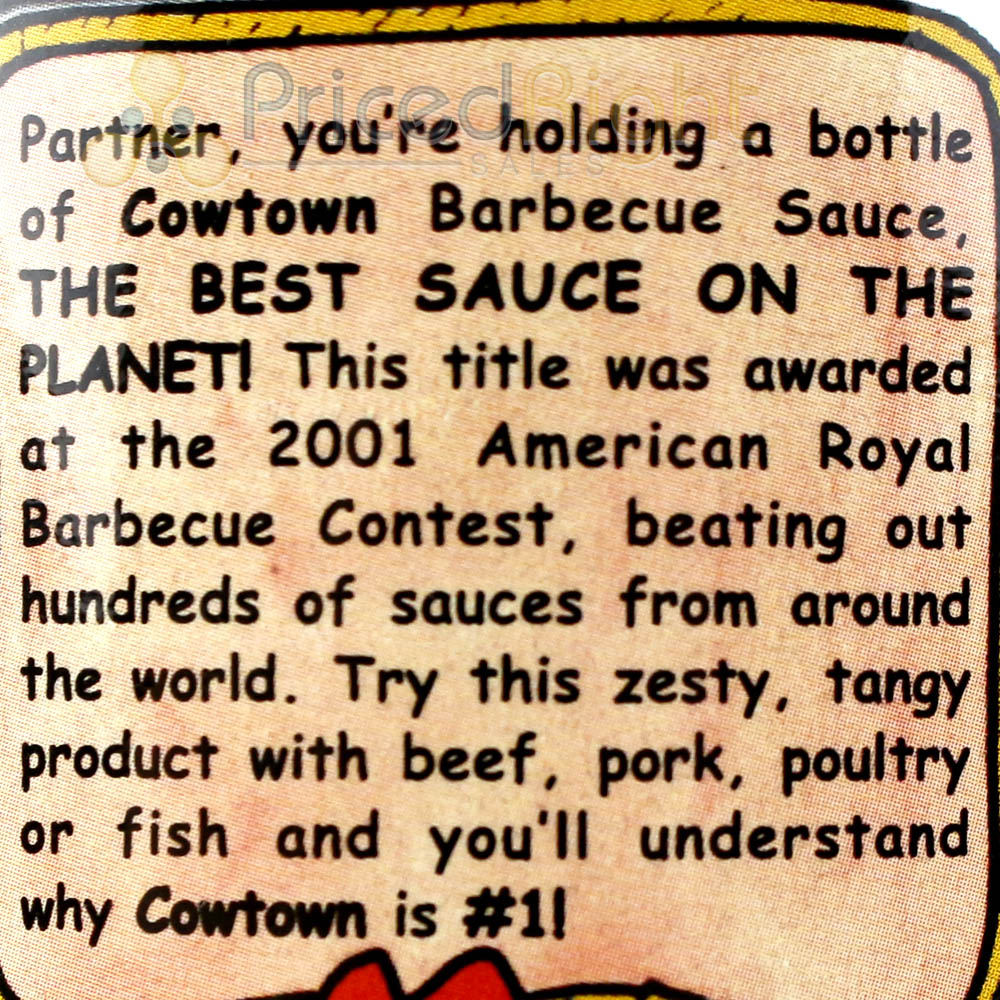 PricedRight
SALES
Partner, you're holding a bottle
of Cowtown Barbecue Sauce,
THE BEST SAUCE ON THE
PLANET! This title was awarded
at the 2001 American Royal
Barbecue Contest, beating out
hundreds of sauces from around
the world. Try this zesty, tangy
product with beef, pork, poultry
or fish and you'll understand
why Cowtown is #1!